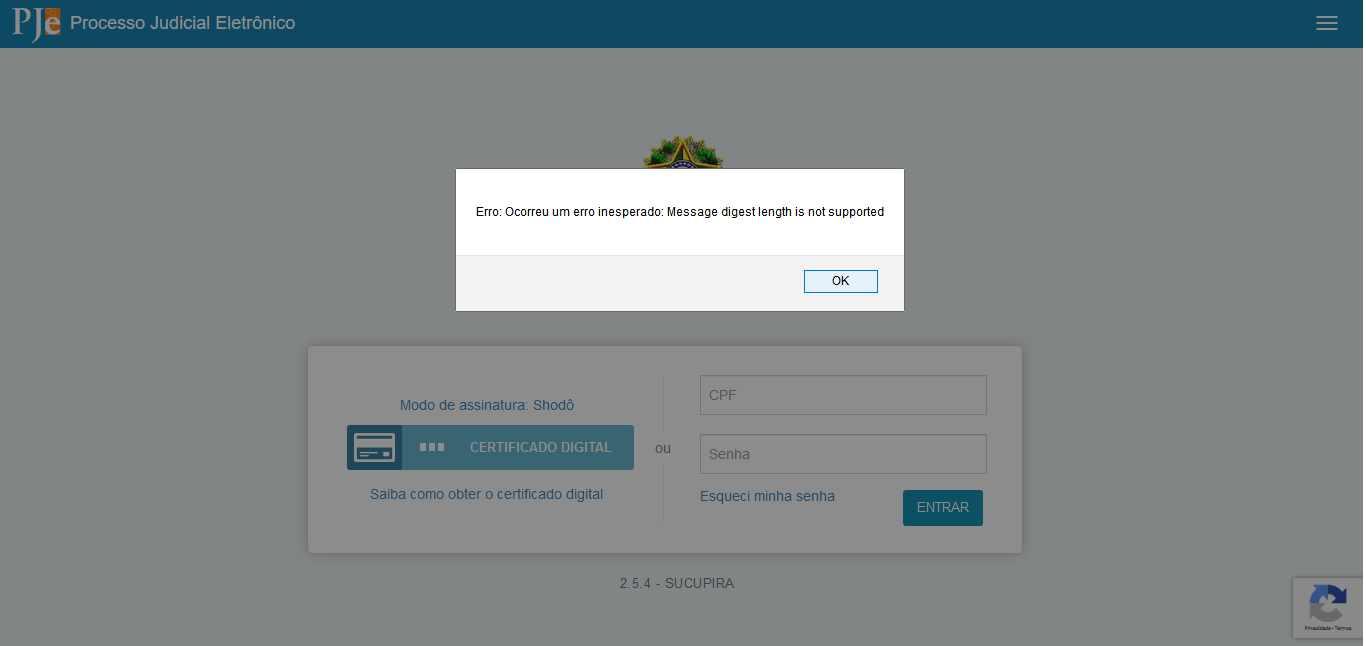 PJe Processo Judicial Eletrônico
Erro: Ocorreu um erro inesperado: Message digest length is not supported
OK
Modo de assinatura: Shodô
CERTIFICADO DIGITAL
Saiba como obter o certificado digital
ou
CPF
Senha
Esqueci minha senha
ENTRAR
2.5.4 - SUCUPIRA
Privacidade - Termos